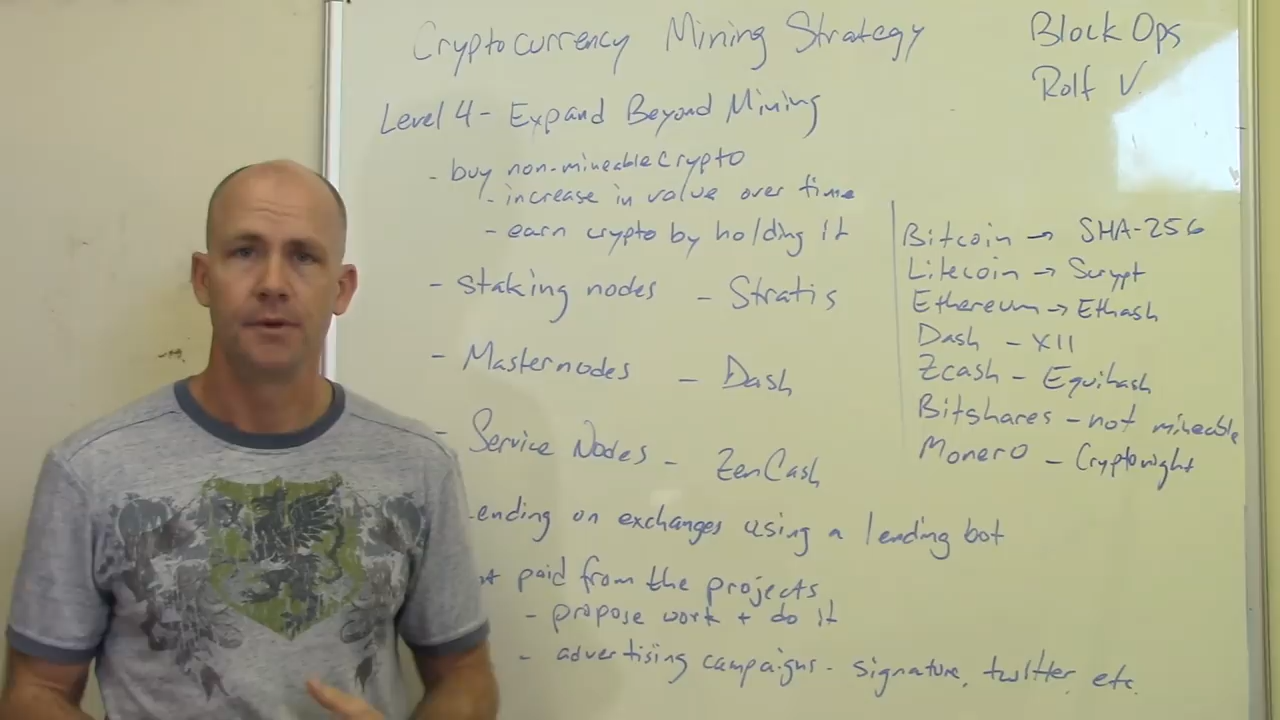 Cryptocurrency Mining Strategy
Block Ops
Rolf V.
Level 4 - Expand Beyond Mining
- buy non-mineable Crypto
- increase in value over time
- earn crypto by holding it
- Staking nodes - Stratis
- Masternodes - Dash
- Service Nodes - ZenCash
ending on exchanges using a lending bot
paid from the projects
- propose work + do it
- advertising campaigns - signature, twitter, etc.
Bitcoin → SHA-256
Litecoin → Scrypt
Ethereum → Ethash
Dash - X11
Zcash - Equihash
Bitshares - not mineable
Monero - Cryptonight